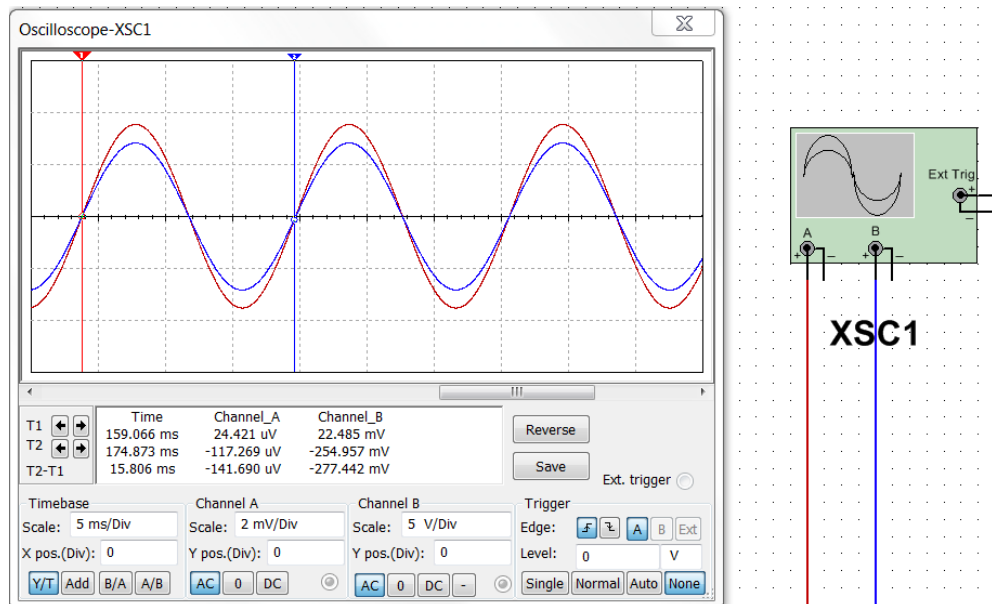 Oscilloscope-XSC1
1
2
Time Channel_A Channel_B
T1 159.066 ms 24.421 uV 22.485 mV
T2 174.873 ms -117.269 uV -254.957 mV
T2-T1 15.806 ms -141.690 uV -277.442 mV
Reverse
Save
Ext. trigger
Timebase
Scale: 5 ms/Div
X pos.(Div): 0
Y/T Add B/A A/B
Channel A
Scale: 2 mV/Div
Y pos.(Div): 0
AC 0 DC
Channel B
Scale: 5 V/Div
Y pos.(Div): 0
AC 0 DC -
Trigger
Edge: A B Ext
Level: 0 V
Single Normal Auto None
Ext Trig
+
–
A B
+ – + –
XSC1